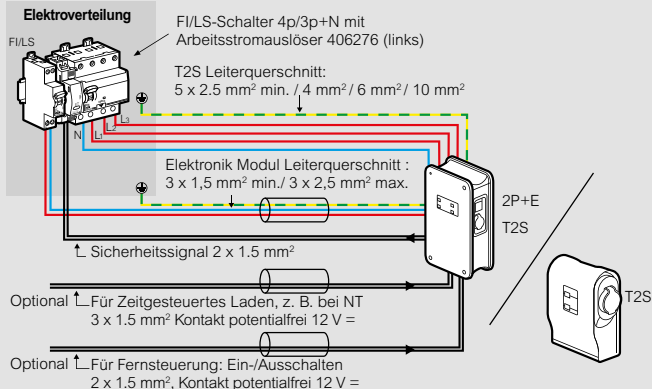 Elektroverteilung
FI/LS
FI/LS-Schalter 4p/3p+N mit
Arbeitsstromauslöser 406276 (links)
T2S Leiterquerschnitt:
5 x 2.5 mm² min. / 4 mm² / 6 mm² / 10 mm²
N
L1
L2
L3
Elektronik Modul Leiterquerschnitt :
3 x 1,5 mm² min./ 3 x 2,5 mm² max.
2P+E
T2S
Sicherheitssignal 2 x 1.5 mm²
T2S
Optional
Für Zeitgesteuertes Laden, z. B. bei NT
3 x 1.5 mm² Kontakt potentialfrei 12 V =
Optional
Für Fernsteuerung: Ein-/Ausschalten
2 x 1.5 mm², Kontakt potentialfrei 12 V =